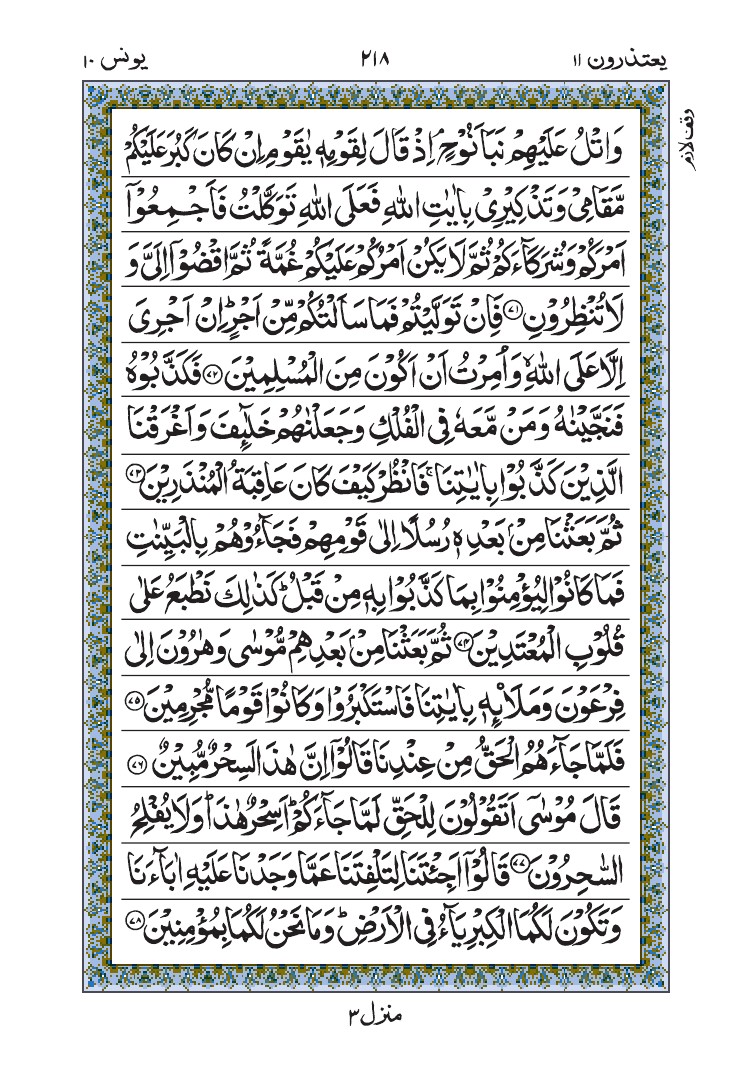 يعتذرون ١١ ٢١٨ يونس ١٠
وقف لازم
وَاتْلُ عَلَيْهِمْ نَبَاَ نُوْحٍ ۘ اِذْ قَالَ لِقَوْمِهٖ يٰقَوْمِ اِنْ كَانَ كَبُرَ عَلَيْكُمْ
مَّقَامِیْ وَتَذْكِيْرِیْ بِاٰيٰتِ اللّٰهِ فَعَلَی اللّٰهِ تَوَكَّلْتُ فَاَجْمِعُوْۤا
اَمْرَكُمْ وَشُرَكَآءَكُمْ ثُمَّ لَا يَكُنْ اَمْرُكُمْ عَلَيْكُمْ غُمَّةً ثُمَّ اقْضُوْۤا اِلَیَّ وَ
لَا تُنْظِرُوْنِ ﴿٧١﴾ فَاِنْ تَوَلَّيْتُمْ فَمَا سَاَلْتُكُمْ مِّنْ اَجْرٍ ؕ اِنْ اَجْرِیَ
اِلَّا عَلَی اللّٰهِ ۙ وَاُمِرْتُ اَنْ اَكُوْنَ مِنَ الْمُسْلِمِيْنَ ﴿٧٢﴾ فَكَذَّبُوْهُ
فَنَجَّيْنٰهُ وَمَنْ مَّعَهٗ فِی الْفُلْكِ وَجَعَلْنٰهُمْ خَلٰٓئِفَ وَاَغْرَقْنَا
الَّذِيْنَ كَذَّبُوْا بِاٰيٰتِنَا ۚ فَانْظُرْ كَيْفَ كَانَ عَاقِبَةُ الْمُنْذَرِيْنَ ﴿٧٣﴾
ثُمَّ بَعَثْنَا مِنْۢ بَعْدِهٖ رُسُلًا اِلٰی قَوْمِهِمْ فَجَآءُوْهُمْ بِالْبَيِّنٰتِ
فَمَا كَانُوْا لِيُؤْمِنُوْا بِمَا كَذَّبُوْا بِهٖ مِنْ قَبْلُ ؕ كَذٰلِكَ نَطْبَعُ عَلٰی
قُلُوْبِ الْمُعْتَدِيْنَ ﴿٧٤﴾ ثُمَّ بَعَثْنَا مِنْۢ بَعْدِهِمْ مُّوْسٰی وَهٰرُوْنَ اِلٰی
فِرْعَوْنَ وَمَلَا۟ئِهٖ بِاٰيٰتِنَا فَاسْتَكْبَرُوْا وَكَانُوْا قَوْمًا مُّجْرِمِيْنَ ﴿٧٥﴾
فَلَمَّا جَآءَهُمُ الْحَقُّ مِنْ عِنْدِنَا قَالُوْۤا اِنَّ هٰذَا لَسِحْرٌ مُّبِيْنٌ ﴿٧٦﴾
قَالَ مُوْسٰۤی اَتَقُوْلُوْنَ لِلْحَقِّ لَمَّا جَآءَكُمْ ؕ اَسِحْرٌ هٰذَا ؕ وَلَا يُفْلِحُ
السّٰحِرُوْنَ ﴿٧٧﴾ قَالُوْۤا اَجِئْتَنَا لِتَلْفِتَنَا عَمَّا وَجَدْنَا عَلَيْهِ اٰبَآءَنَا
وَتَكُوْنَ لَكُمَا الْكِبْرِيَآءُ فِی الْاَرْضِ ؕ وَمَا نَحْنُ لَكُمَا بِمُؤْمِنِيْنَ ﴿٧٨﴾
منزل ٣